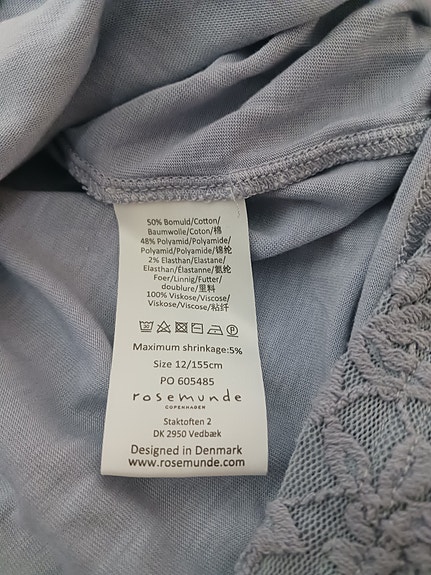 50% Bomuld/Cotton/
Baumwolle/Coton/棉
48% Polyamid/Polyamide/
Polyamid/Polyamide/锦纶
2% Elasthan/Elastane/
Elasthan/Élastanne/氨纶
Foer/Linnig/Futter/
doublure/里料
100% Viskose/Viscose/
Viskose/Viscose/粘纤
30 P
Maximum shrinkage:5%
Size 12/155cm
PO 605485
rosemunde
COPENHAGEN
Staktoften 2
DK 2950 Vedbæk
Designed in Denmark
www.rosemunde.com